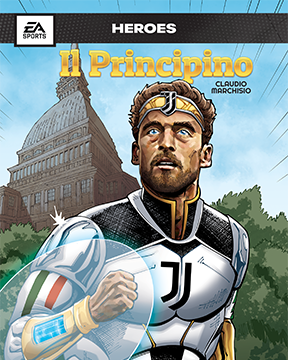 EA
SPORTS
HEROES
Il Principino
CLAUDIO
MARCHISIO